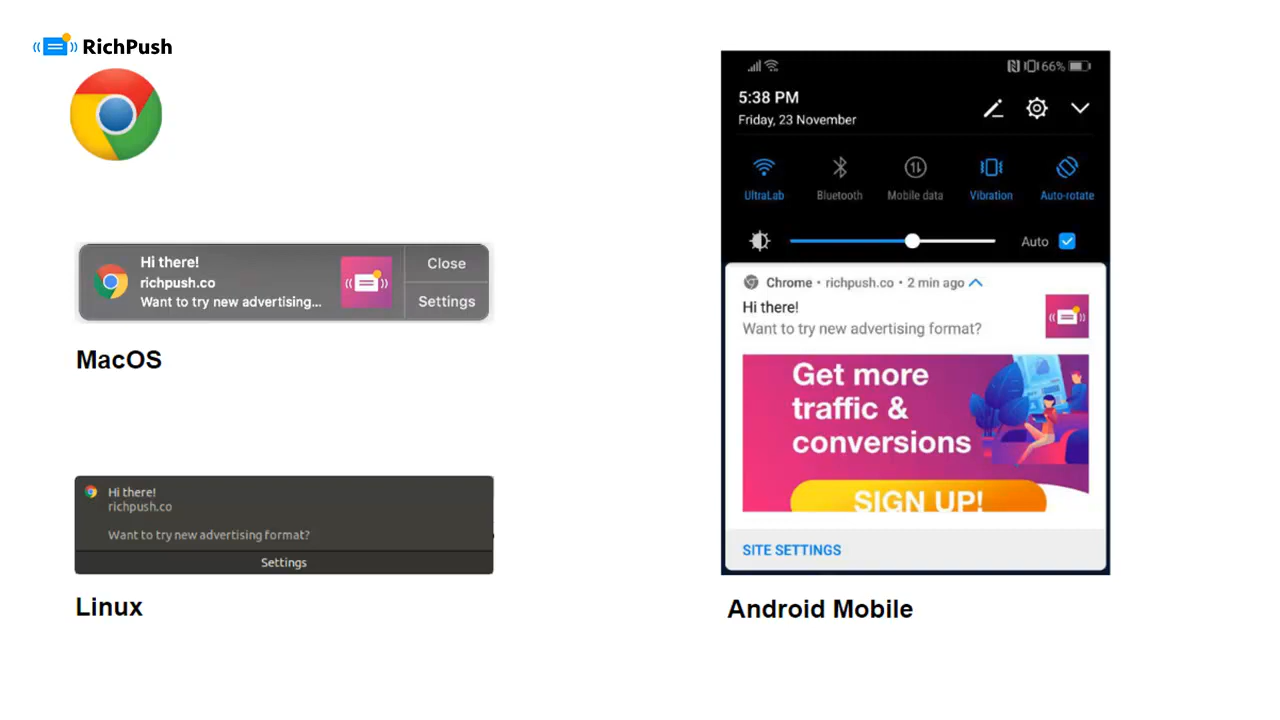 RichPush
Hi there!
richpush.co
Want to try new advertising...
Close
Settings
MacOS
Hi there!
richpush.co
Want to try new advertising format?
Settings
Linux
66%
5:38 PM
Friday, 23 November
UltraLab
Bluetooth
Mobile data
Vibration
Auto-rotate
Auto
Chrome • richpush.co • 2 min ago
Hi there!
Want to try new advertising format?
Get more
traffic &
conversions
SIGN UP!
SITE SETTINGS
Android Mobile